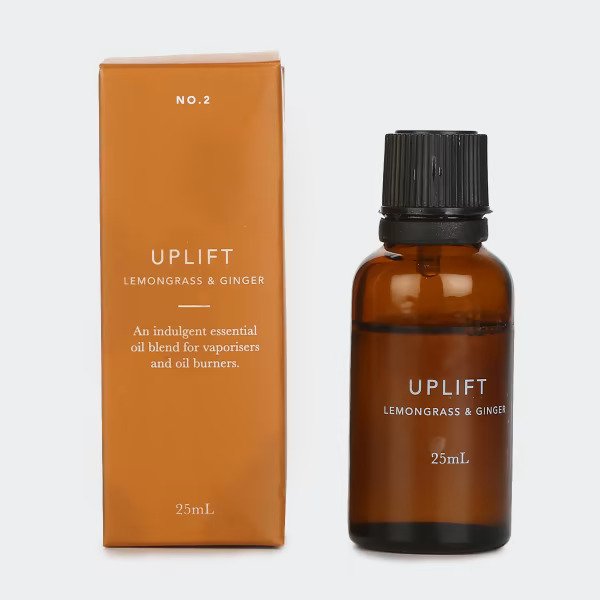 NO.2
UPLIFT
LEMONGRASS & GINGER
An indulgent essential
oil blend for vaporisers
and oil burners.
25mL
UPLIFT
LEMONGRASS & GINGER
25mL